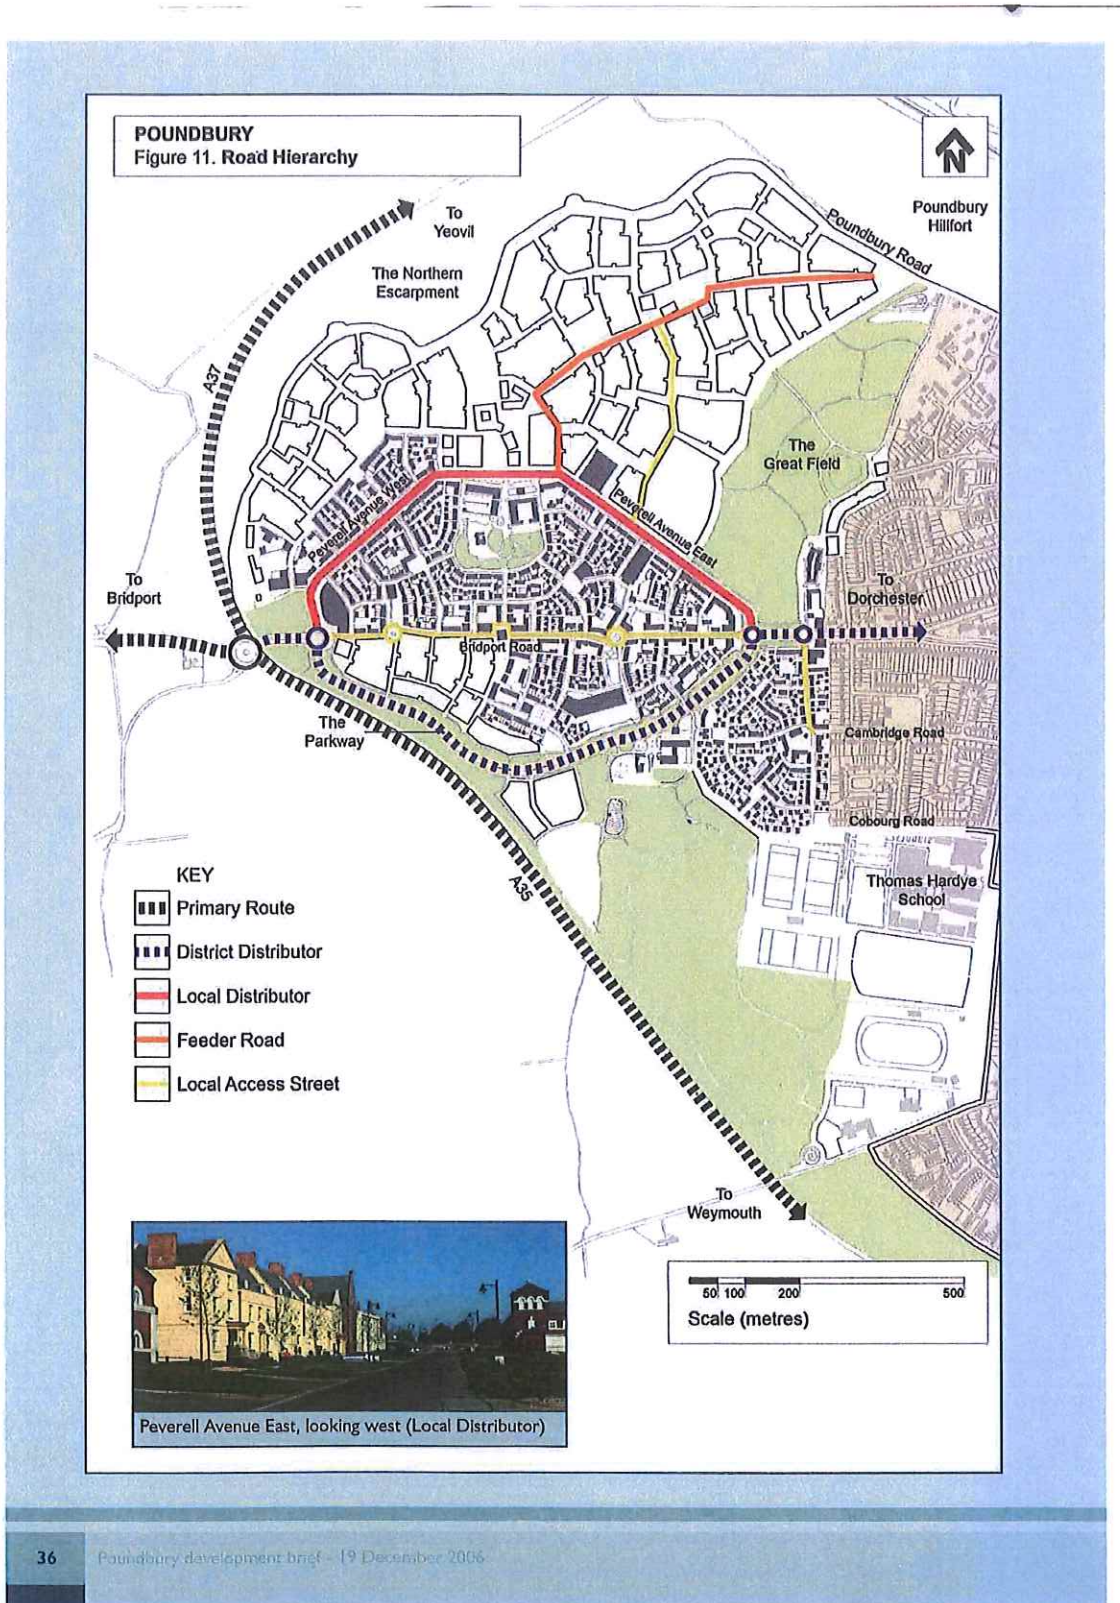 POUNDBURY
Figure 11. Road Hierarchy
N
Poundbury
Hillfort
To
Yeovil
The Northern
Escarpment
Poundbury Road
A37
The
Great Field
Peverell Avenue West
Peverell Avenue East
To
Bridport
To
Dorchester
Bridport Road
The
Parkway
Cambridge Road
Cobourg Road
Thomas Hardye
School
A35
KEY
Primary Route
District Distributor
Local Distributor
Feeder Road
Local Access Street
To
Weymouth
50 100 200 500
Scale (metres)
Peverell Avenue East, looking west (Local Distributor)
36 Poundbury development brief - 19 December 2006